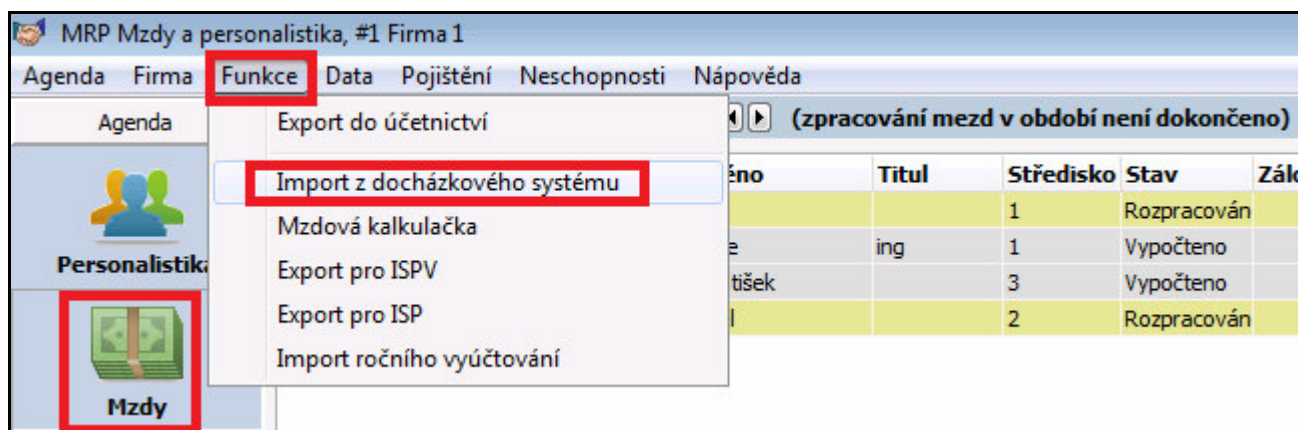 MRP Mzdy a personalistika, #1 Firma 1
Agenda Firma Funkce Data Pojištění Neschopnosti Nápověda
Agenda
Export do účetnictví
(zpracování mezd v období není dokončeno)
Import z docházkového systému
Mzdová kalkulačka
Export pro ISPV
Export pro ISP
Import ročního vyúčtování
Titul Středisko Stav
1 Rozpracován
ing 1 Vypočteno
tišek 3 Vypočteno
2 Rozpracován
Personalistika
Mzdy